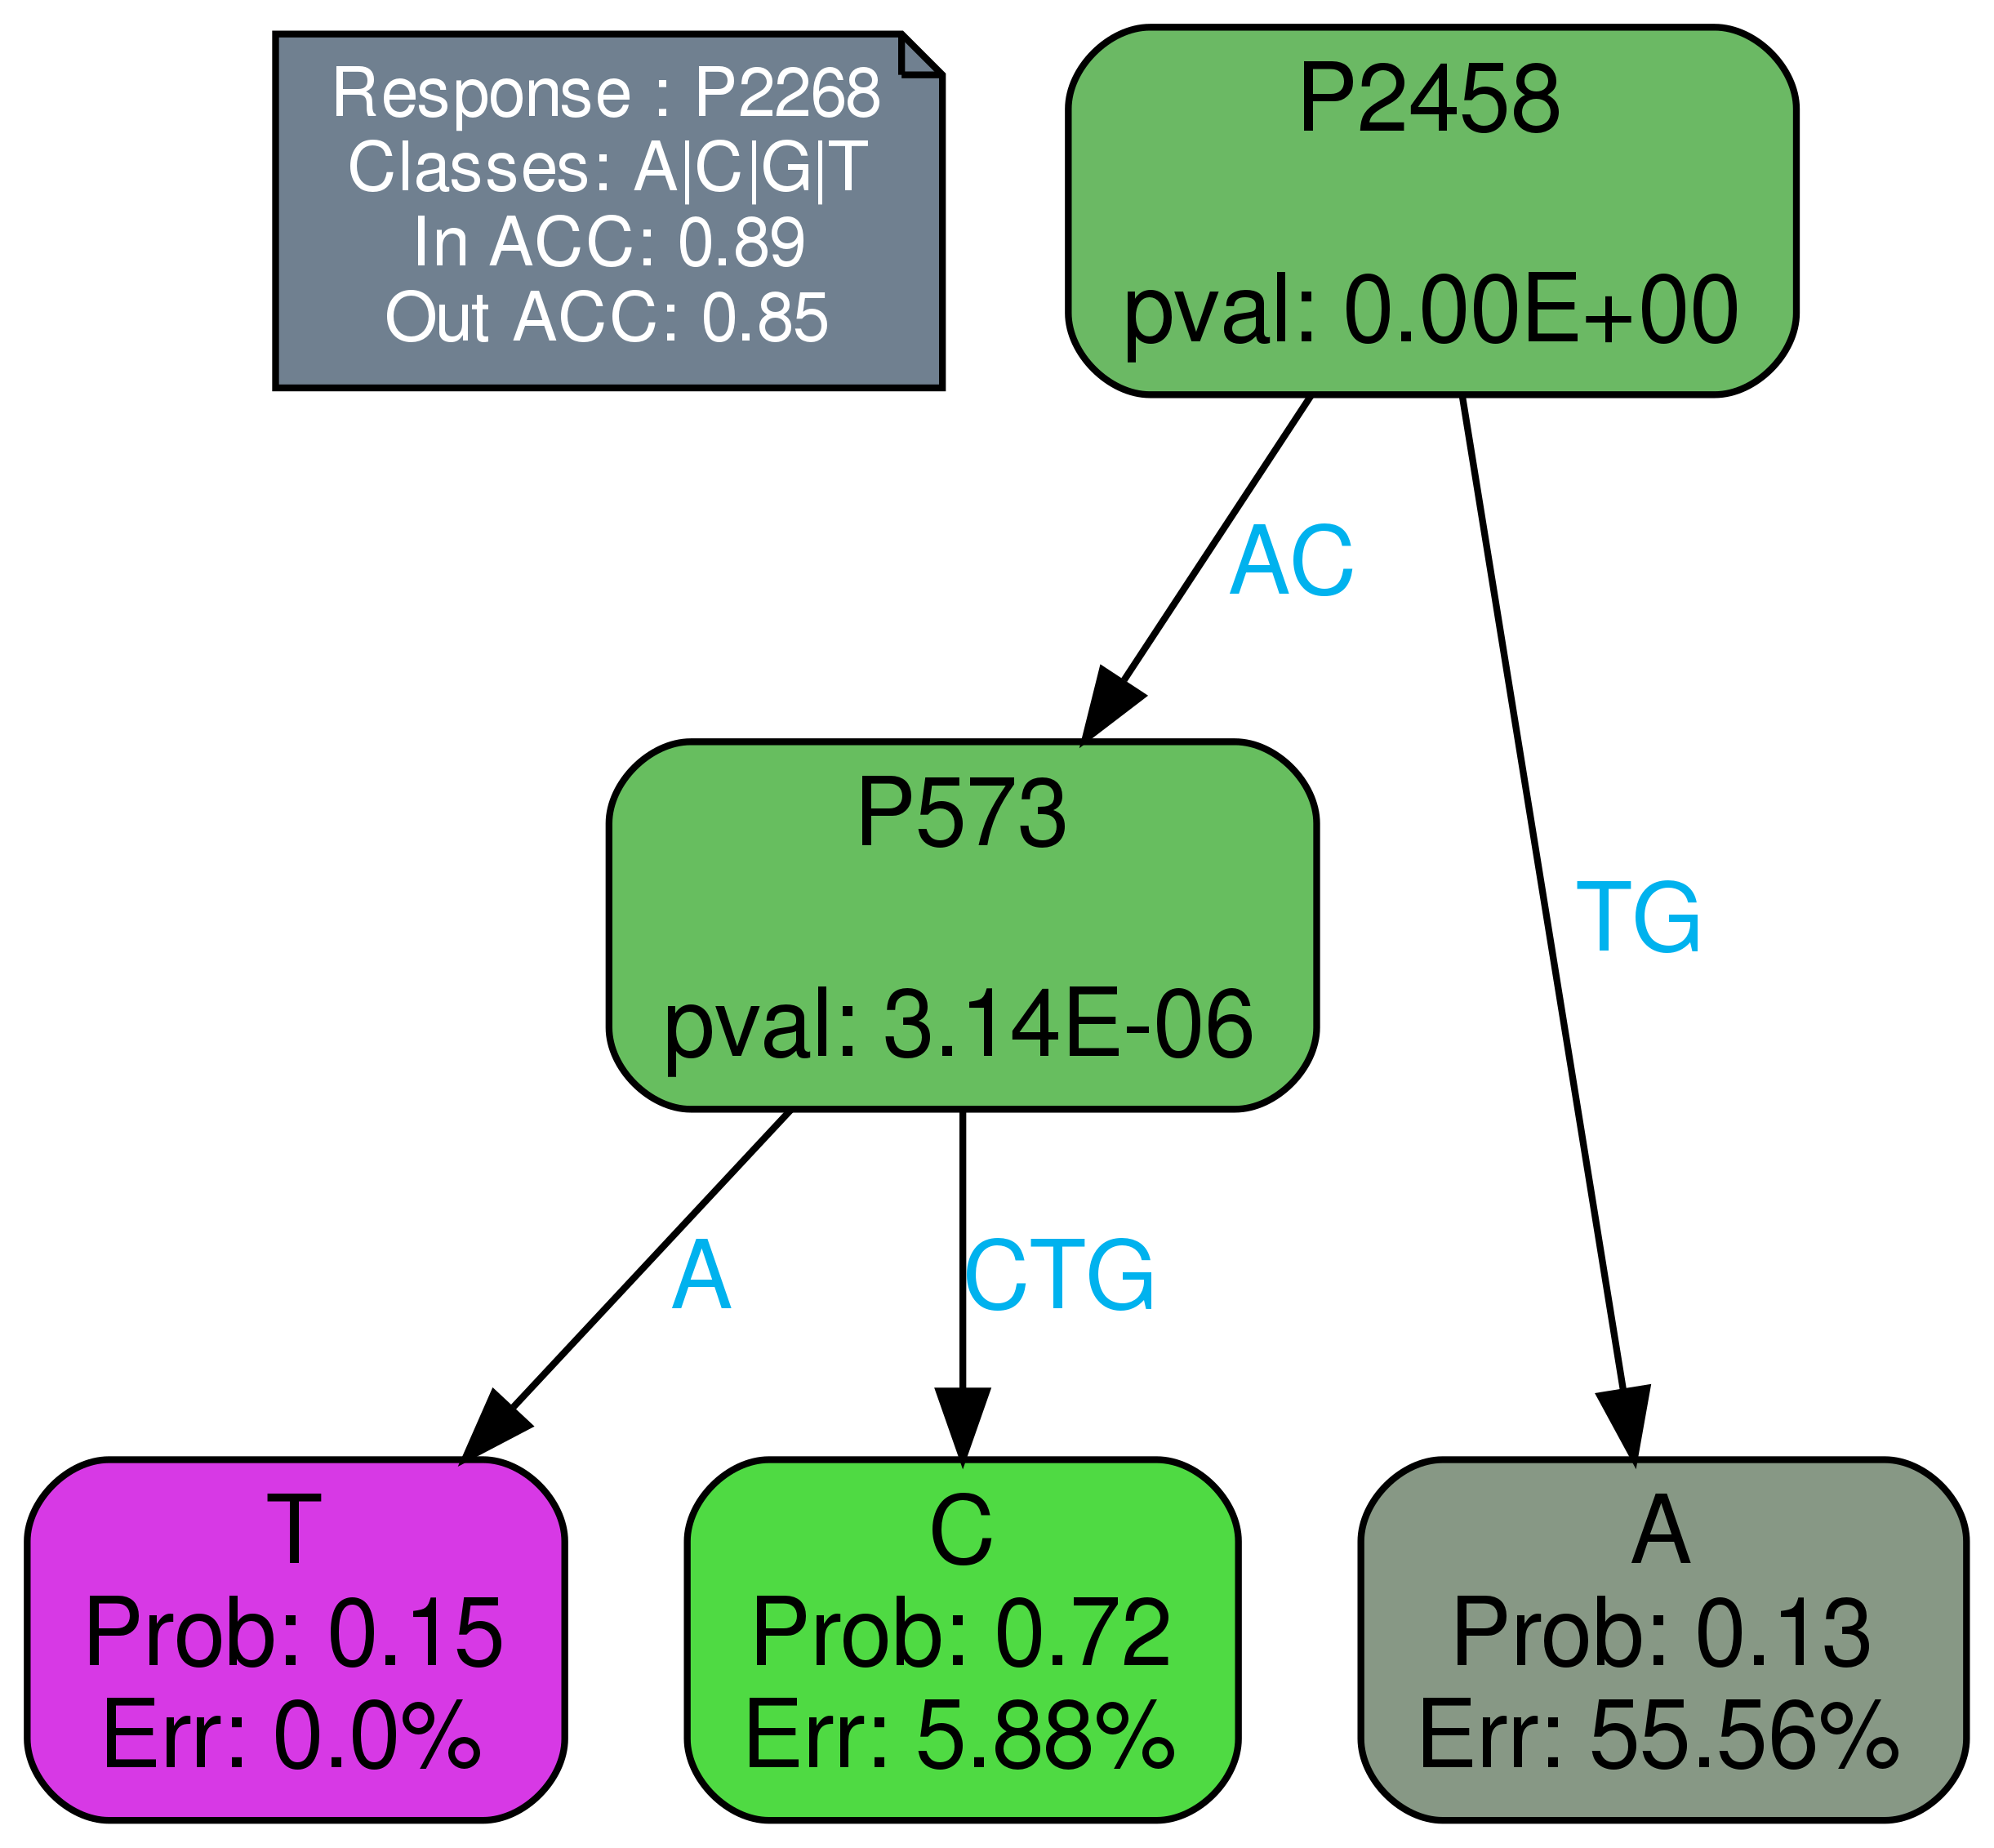 Response : P2268
Classes: A|C|G|T
In ACC: 0.89
Out ACC: 0.85
P2458
pval: 0.00E+00
AC
P573
pval: 3.14E-06
TG
A
CTG
T
Prob: 0.15
Err: 0.0%
C
Prob: 0.72
Err: 5.88%
A
Prob: 0.13
Err: 55.56%